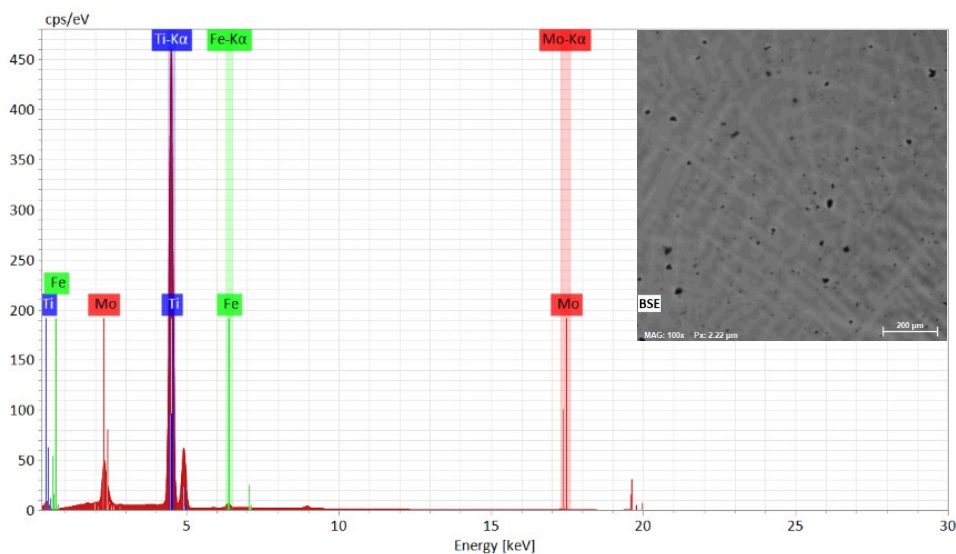 cps/eV
Ti-Kα Fe-Kα Mo-Kα
450
400
350
300
250
Fe
Ti Mo Ti Fe Mo
200
150
100
50
0
5 10 15 20 25 30
Energy [keV]
BSE
MAG: 100x Px: 2.22 µm
200 µm